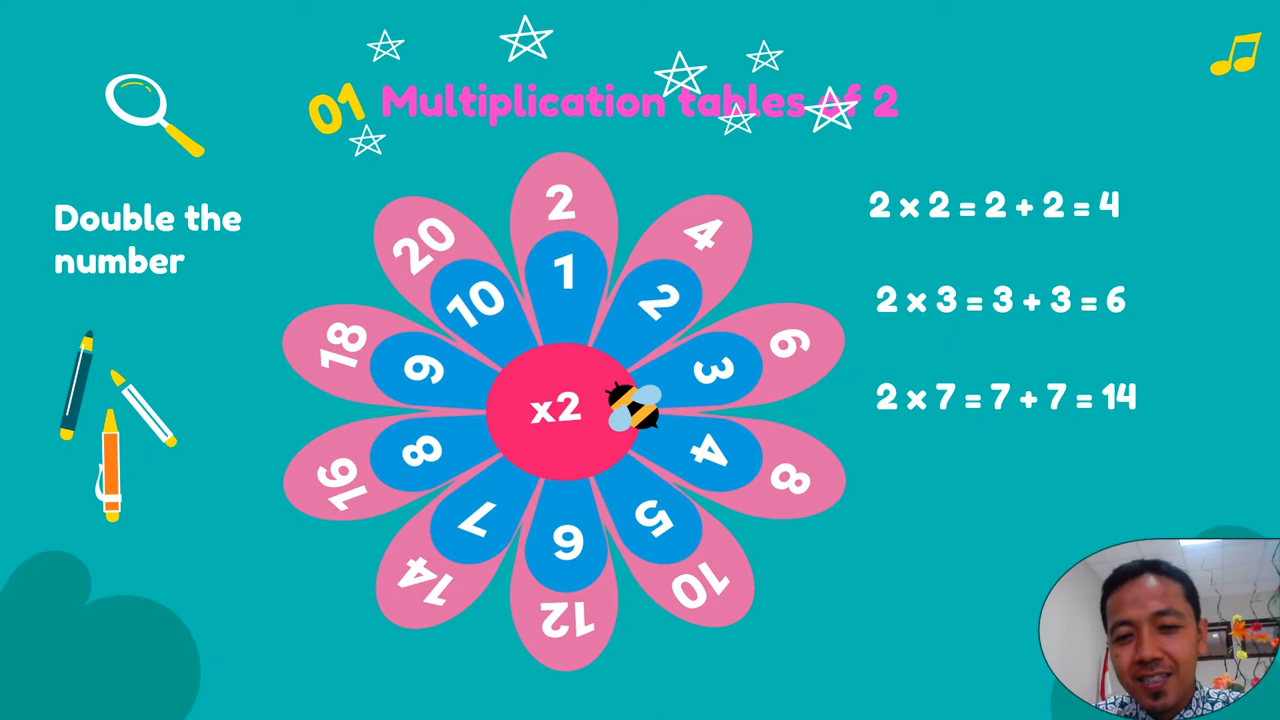 01 Multiplication tables of 2
Double the
number
2 × 2 = 2 + 2 = 4
2 × 3 = 3 + 3 = 6
2 × 7 = 7 + 7 = 14
x2
2
1
4
2
6
3
8
4
10
5
12
6
14
7
16
8
18
9
20
10